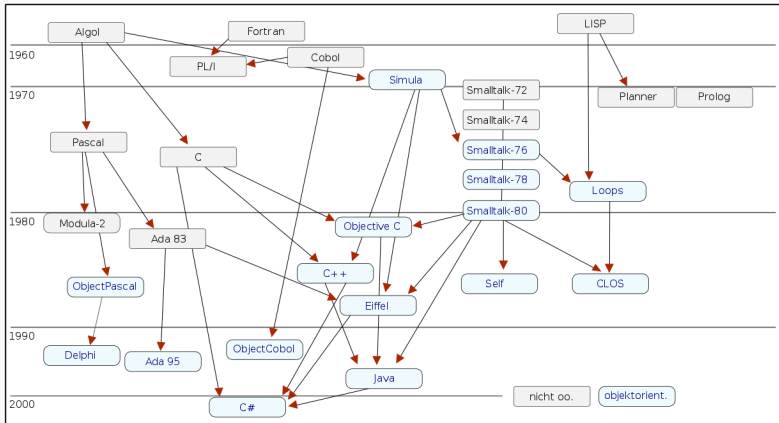 LISP
Algol
Fortran
1960
Cobol
PL/I
Simula
1970
Smalltalk-72
Planner
Prolog
Smalltalk-74
Pascal
C
Smalltalk-76
Smalltalk-78
Loops
1980
Smalltalk-80
Modula-2
Objective C
Ada 83
C++
ObjectPascal
Self
CLOS
Eiffel
1990
Delphi
Ada 95
ObjectCobol
Java
2000
C#
nicht oo.
objektorient.